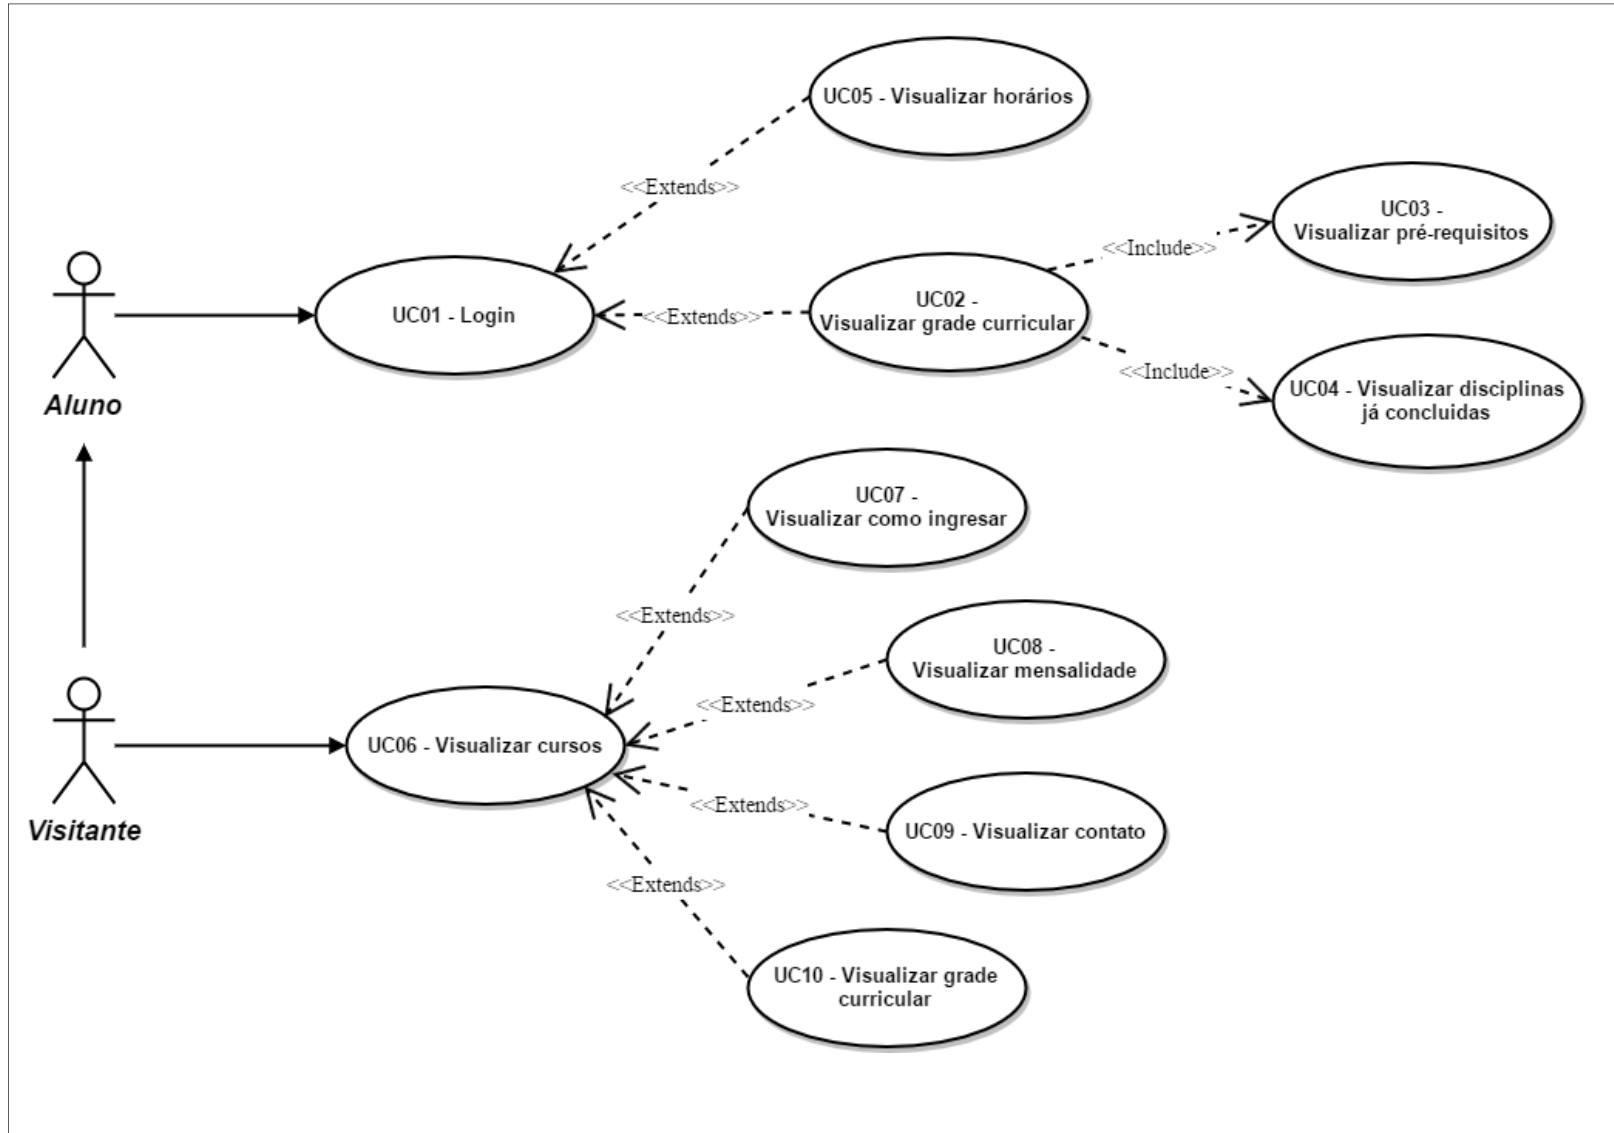 UC05 - Visualizar horários
<<Extends>>
UC03 -
Visualizar pré-requisitos
<<Include>>
UC01 - Login
<<Extends>>
UC02 -
Visualizar grade curricular
<<Include>>
UC04 - Visualizar disciplinas
já concluidas
Aluno
UC07 -
Visualizar como ingresar
<<Extends>>
UC08 -
Visualizar mensalidade
<<Extends>>
UC06 - Visualizar cursos
Visitante
<<Extends>>
UC09 - Visualizar contato
<<Extends>>
UC10 - Visualizar grade
curricular